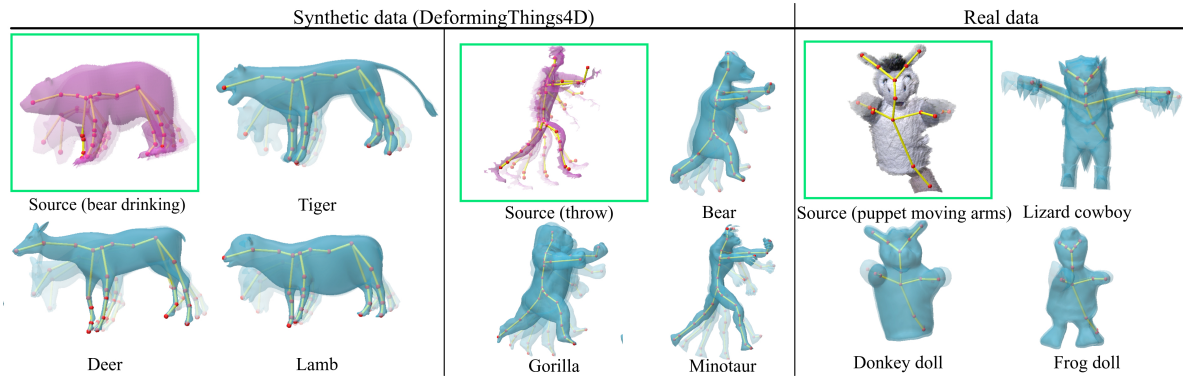 Synthetic data (DeformingThings4D)
Real data
Source (bear drinking)
Tiger
Source (throw)
Bear
Source (puppet moving arms)
Lizard cowboy
Deer
Lamb
Gorilla
Minotaur
Donkey doll
Frog doll